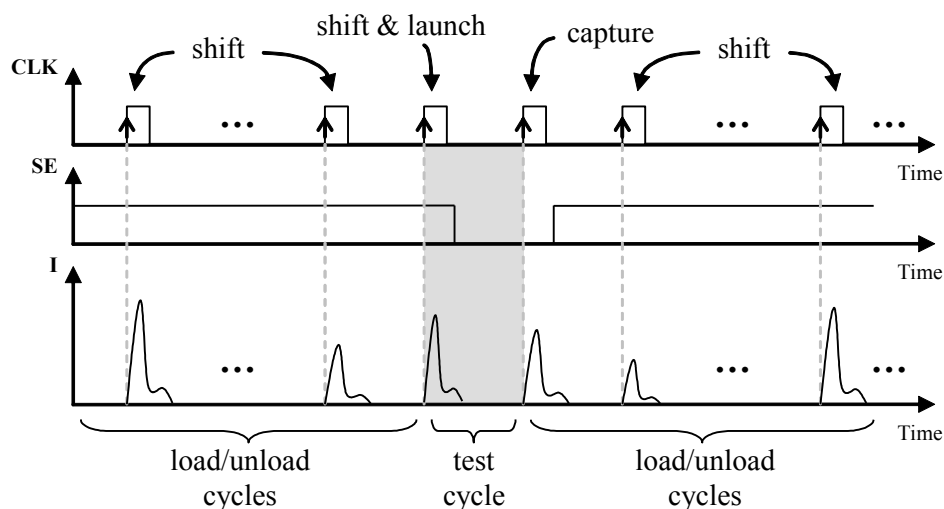 shift & launch
shift
capture
shift
CLK
•••
•••
•••
Time
SE
Time
I
•••
•••
•••
Time
load/unload
cycles
test
cycle
load/unload
cycles